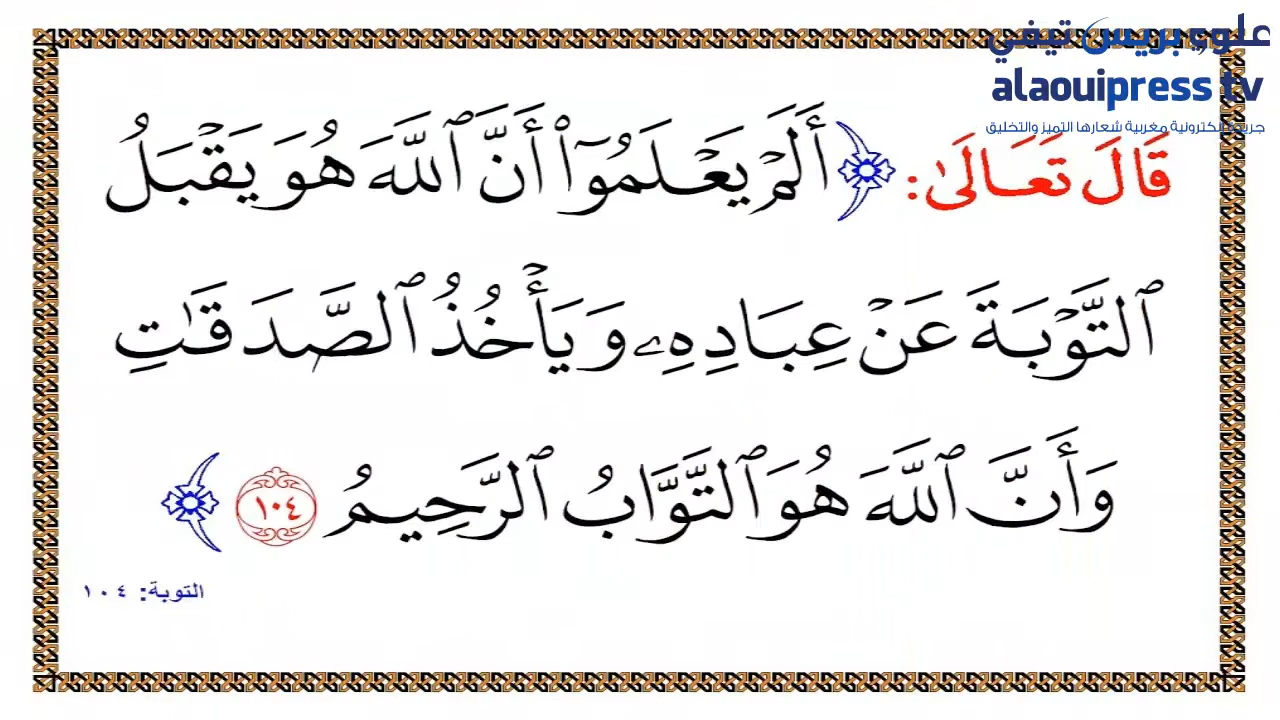 علوي بريس تيفي
alaouipress tv
جريدة إلكترونية مغربية شعارها التميز والتخليق
قَالَ تَعَالَىٰ: ﴿أَلَمۡ يَعۡلَمُوٓاْ أَنَّ ٱللَّهَ هُوَ يَقۡبَلُ
ٱلتَّوۡبَةَ عَنۡ عِبَادِهِۦ وَيَأۡخُذُ ٱلصَّدَقَٰتِ
وَأَنَّ ٱللَّهَ هُوَ ٱلتَّوَّابُ ٱلرَّحِيمُ ١٠٤﴾
التوبة: ١٠٤